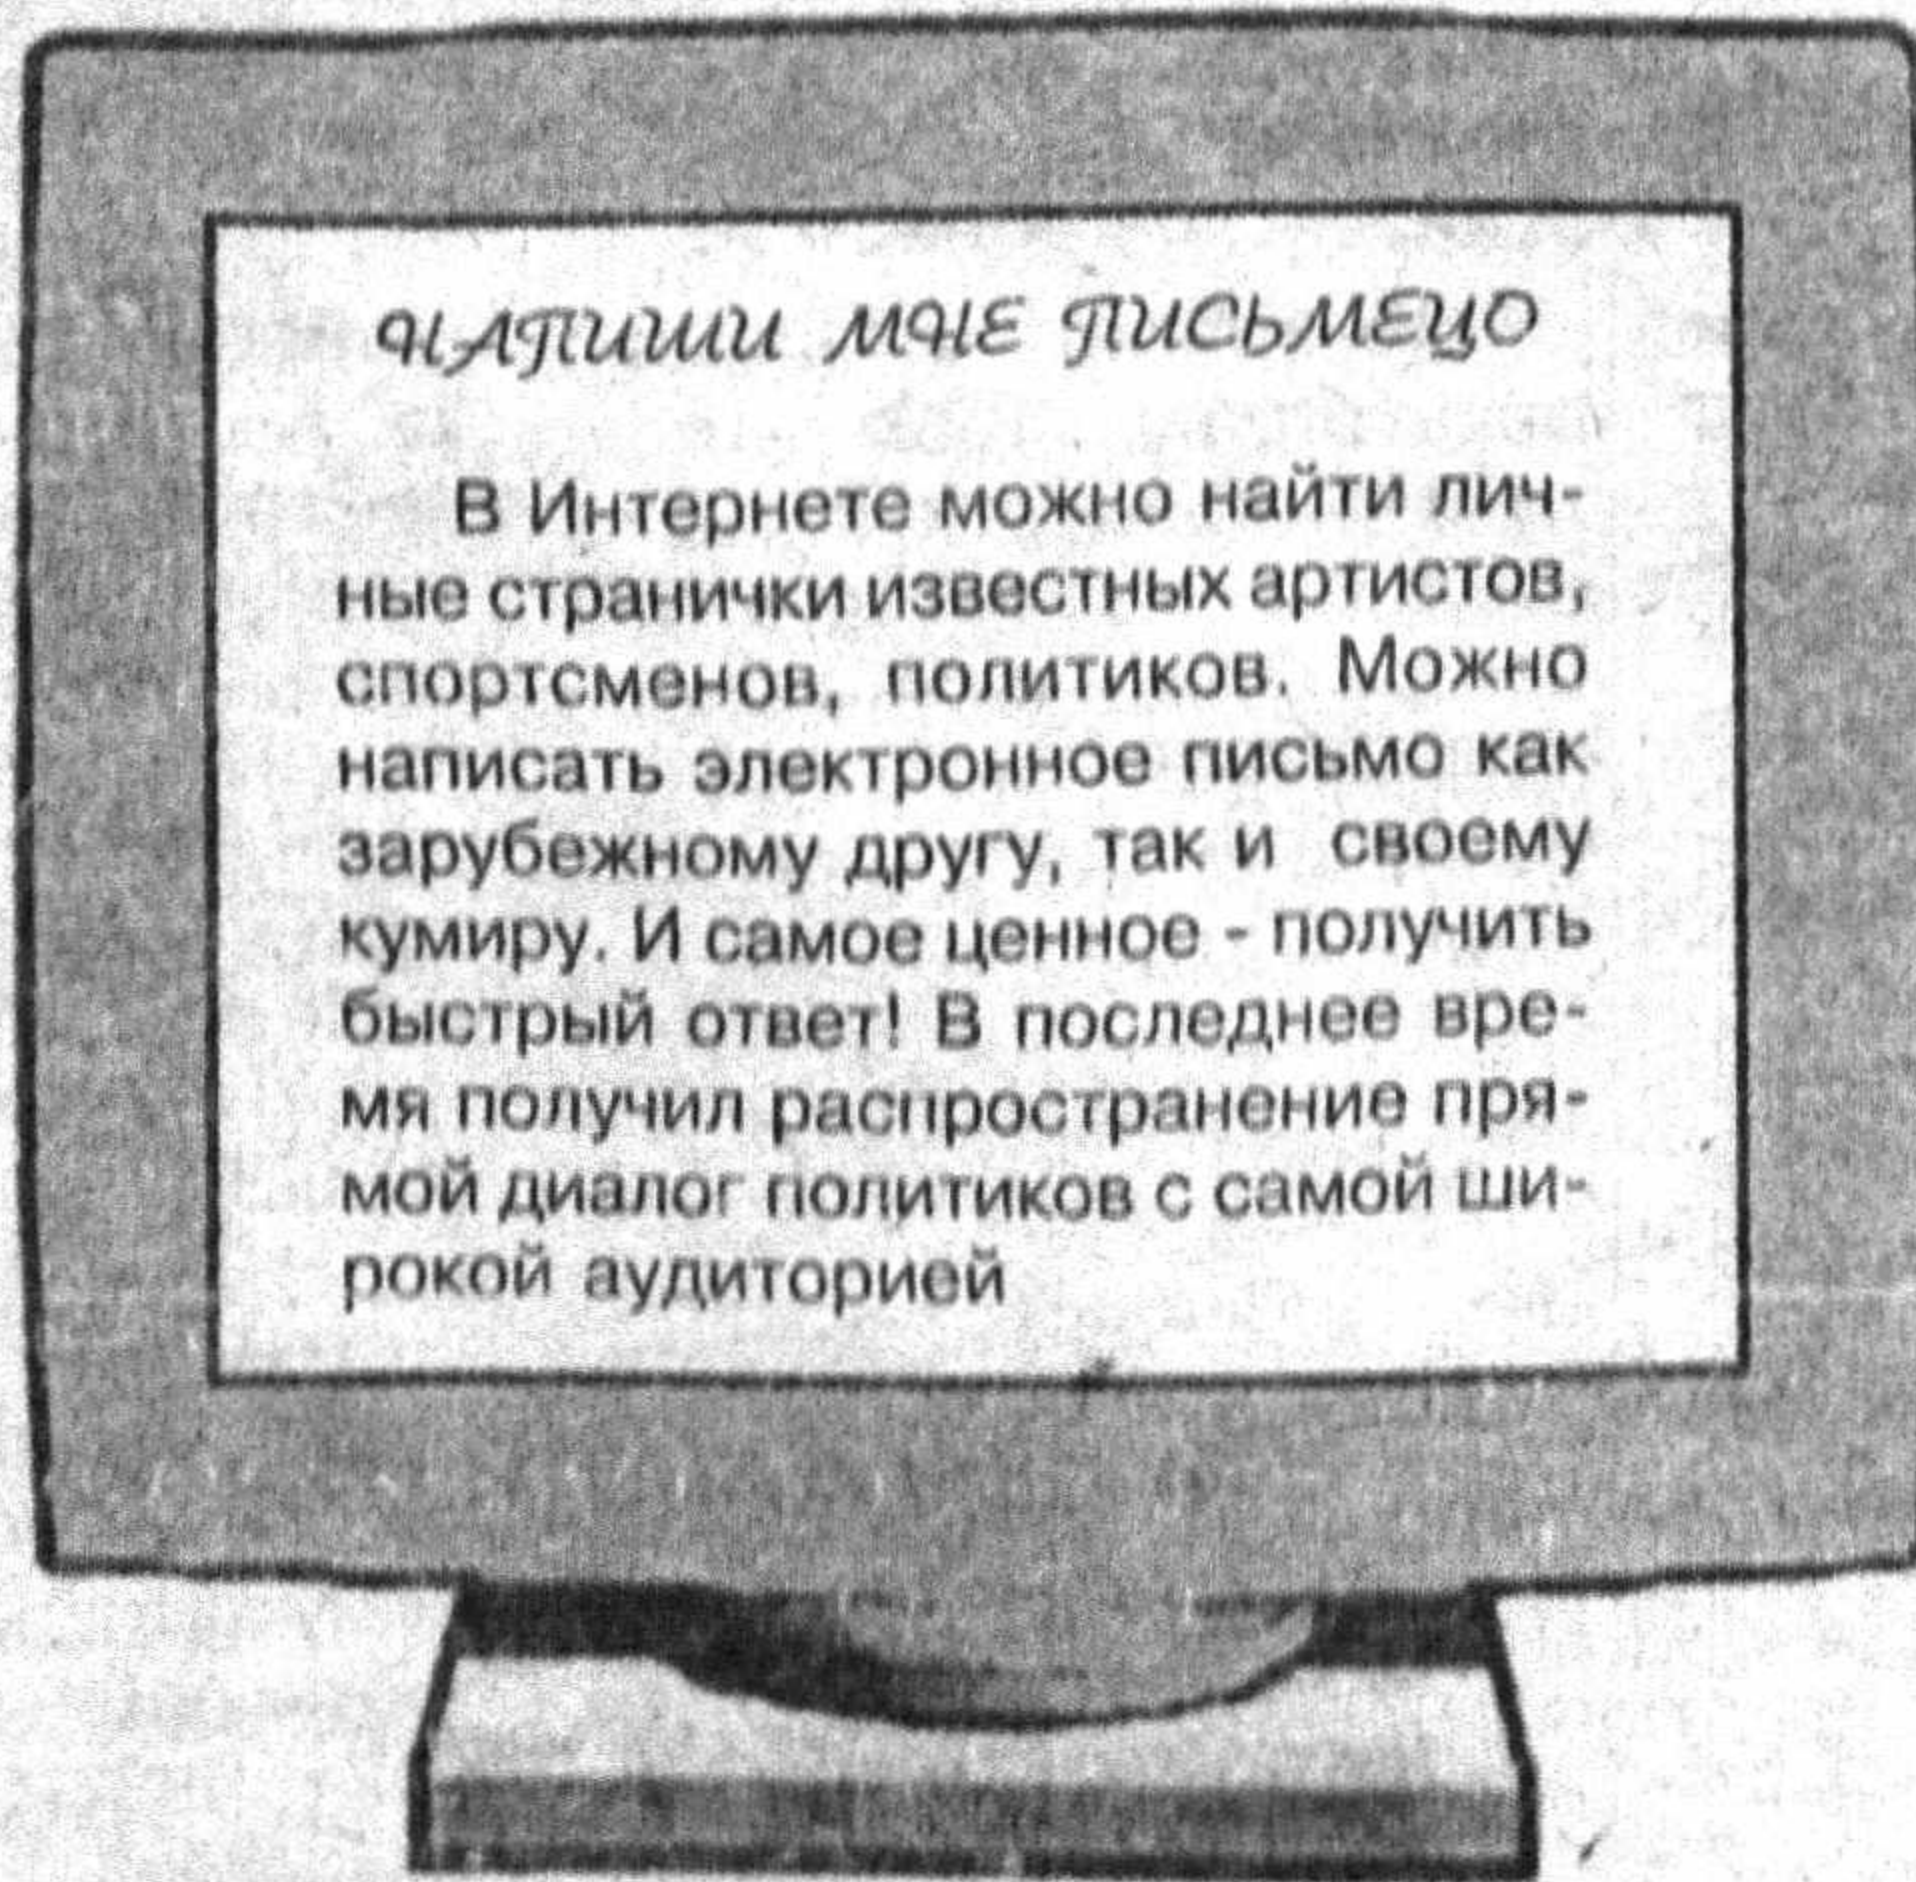 НАПИШИ МНЕ ПИСЬМЕЦО
В Интернете можно найти лич-
ные странички известных артистов,
спортсменов, политиков. Можно
написать электронное письмо как
зарубежному другу, так и своему
кумиру. И самое ценное - получить
быстрый ответ! В последнее вре-
мя получил распространение пря-
мой диалог политиков с самой ши-
рокой аудиторией